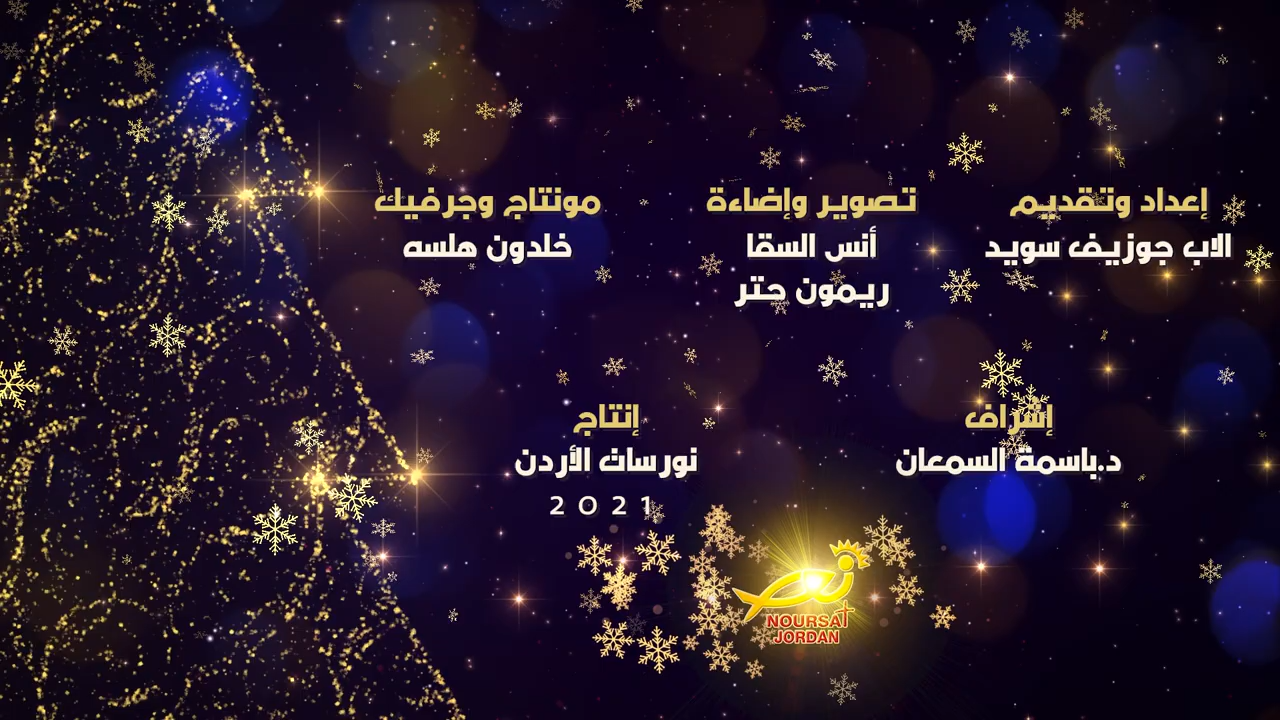 إعداد وتقديم
الاب جوزيف سويد
تصوير وإضاءة
أنس السقا
ريمون حتر
مونتاج وجرفيك
خلدون هلسه
إشراف
د.باسمة السمعان
إنتاج
نورسات الأردن
2021
NOURSAT
JORDAN